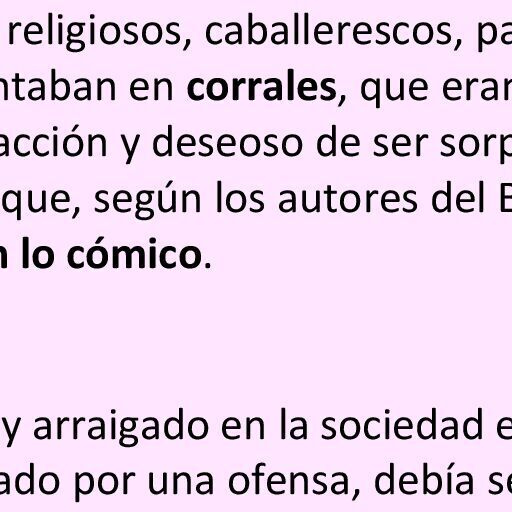 religiosos, caballerescos, pa
ntaban en corrales, que eran
acción y deseoso de ser sorp
que, según los autores del B
n lo cómico.
y arraigado en la sociedad e
ado por una ofensa, debía se